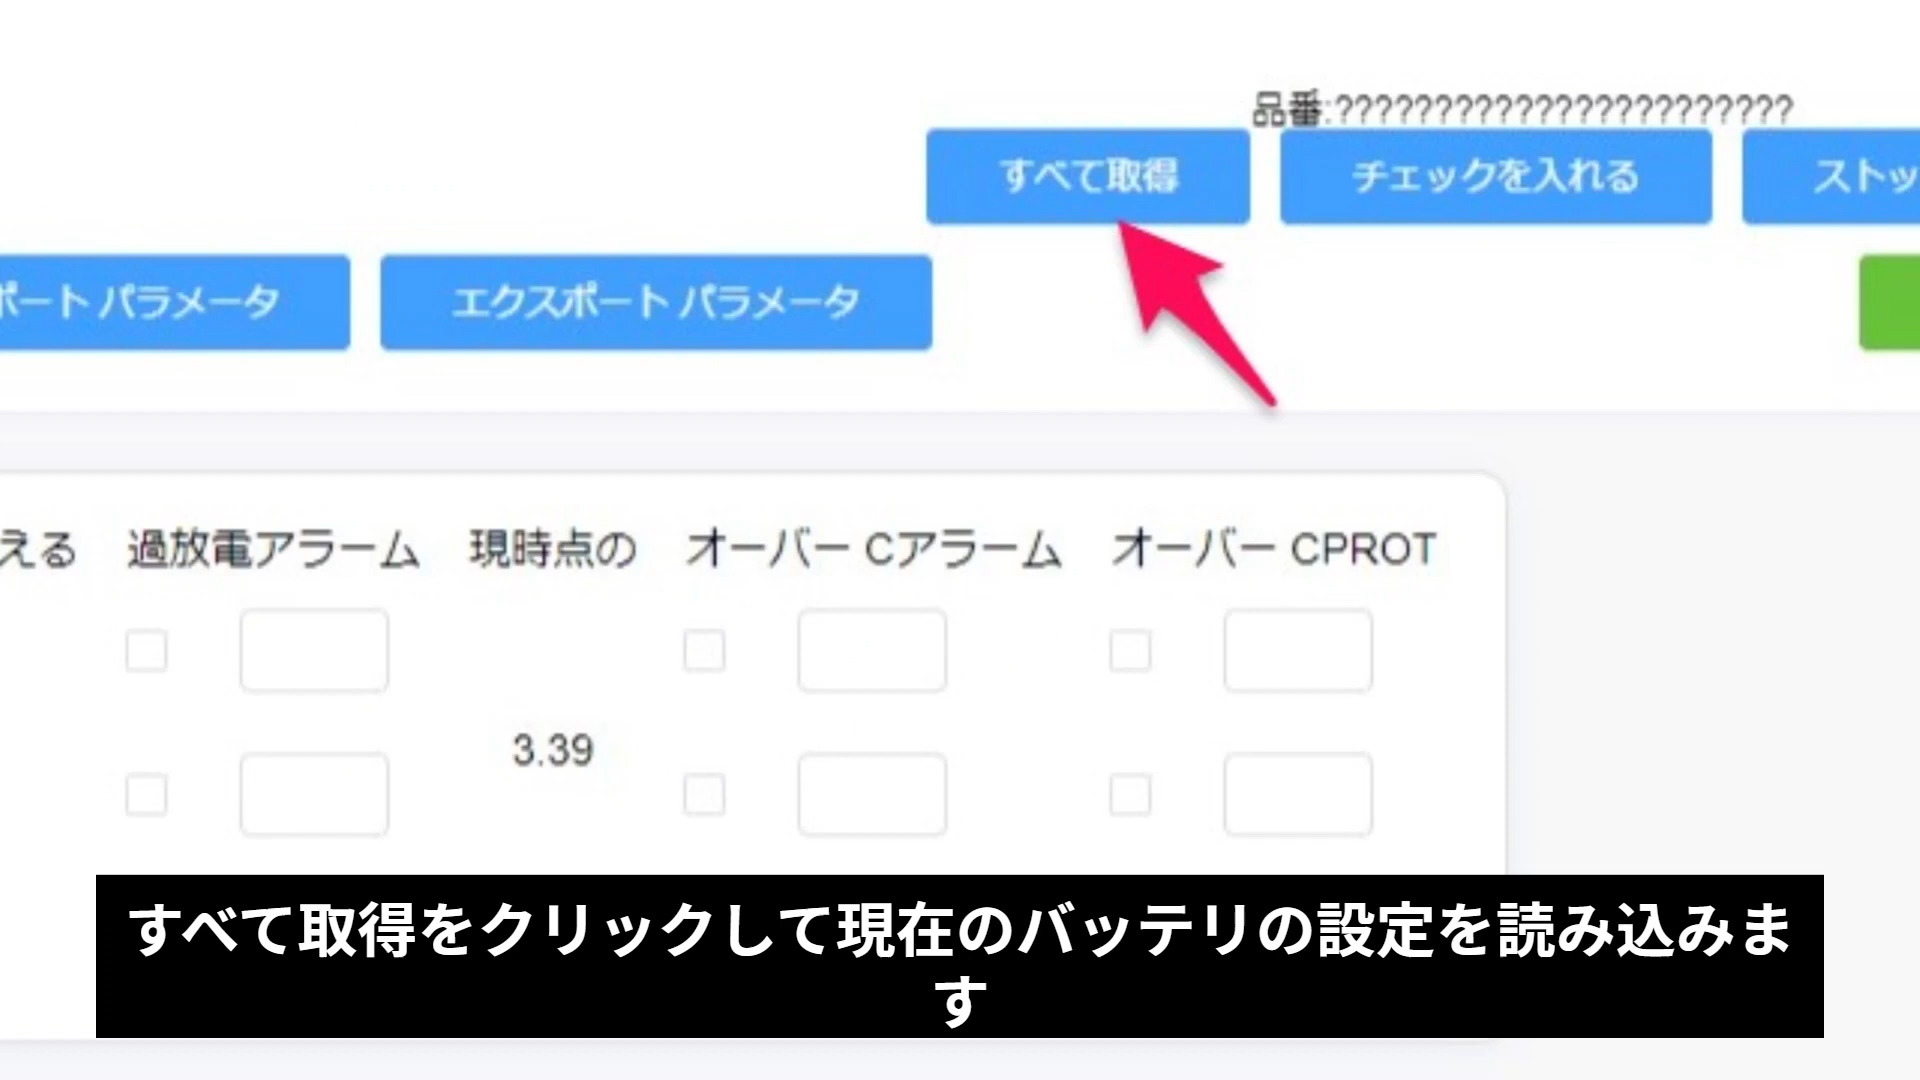 品番:???????????????????????
すべて取得 チェックを入れる ストッ
ポート パラメータ エクスポート パラメータ
える 過放電アラーム 現時点の オーバー Cアラーム オーバー CPROT
3.39
すべて取得をクリックして現在のバッテリの設定を読み込みま
す